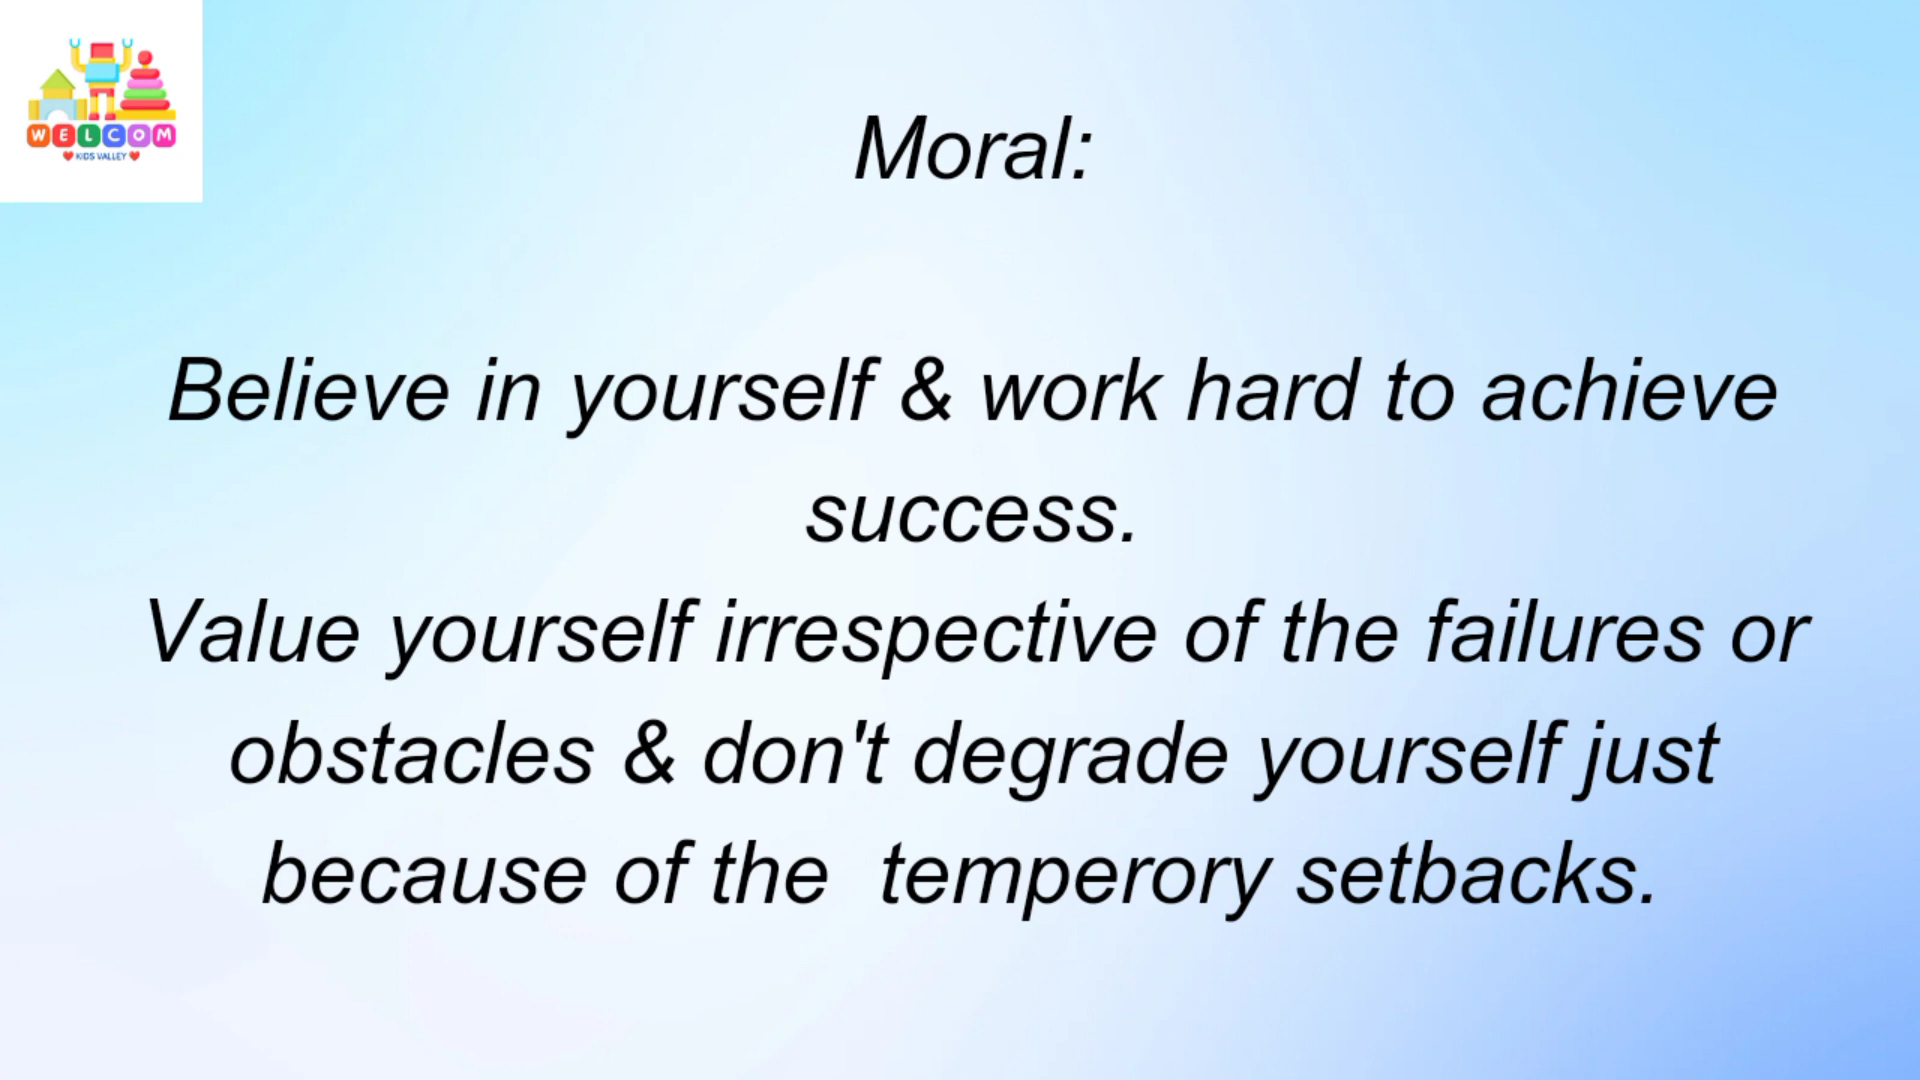 WELCOM
KIDS VALLEY
Moral:
Believe in yourself & work hard to achieve
success.
Value yourself irrespective of the failures or
obstacles & don't degrade yourself just
because of the  temperory setbacks.